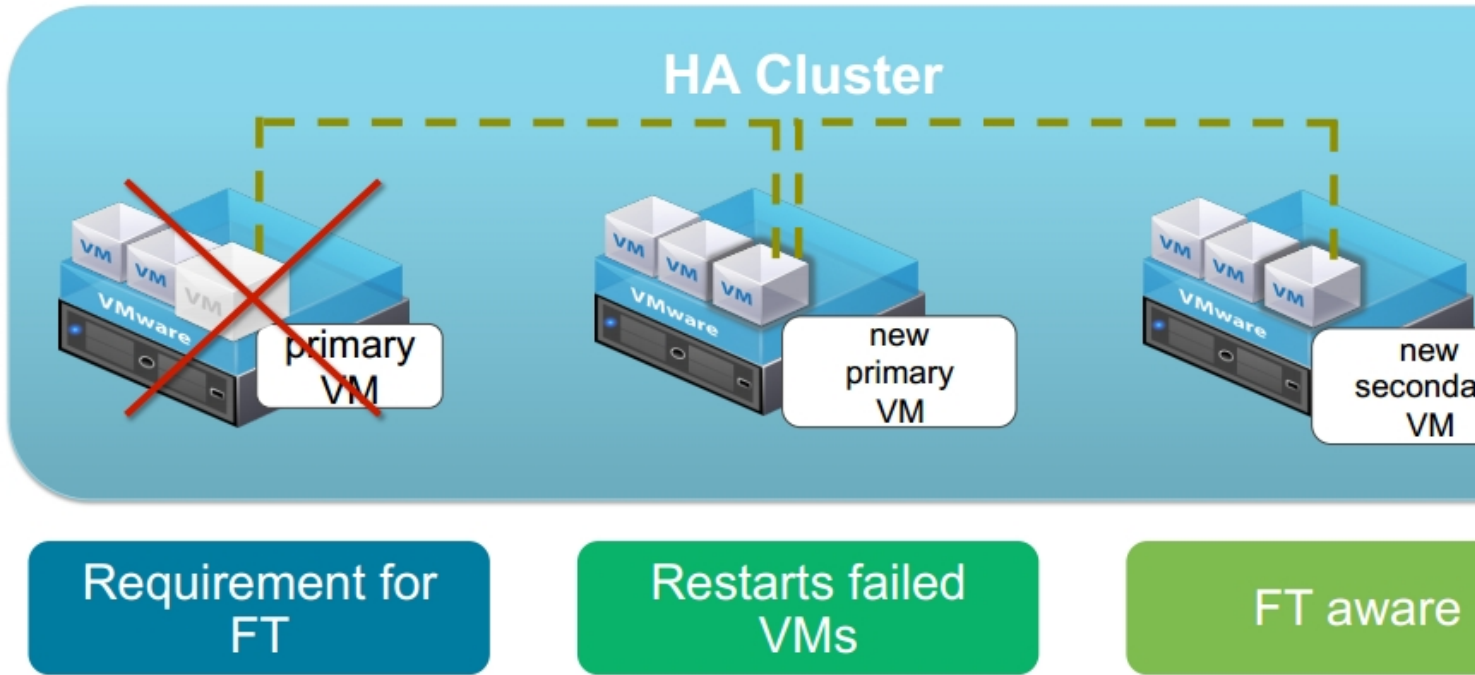 HA Cluster
VM
VM
VM
VMware
primary
VM
VM
VM
VM
VMware
new
primary
VM
VM
VM
VM
VMware
new
seconda
VM
Requirement for
FT
Restarts failed
VMs
FT aware